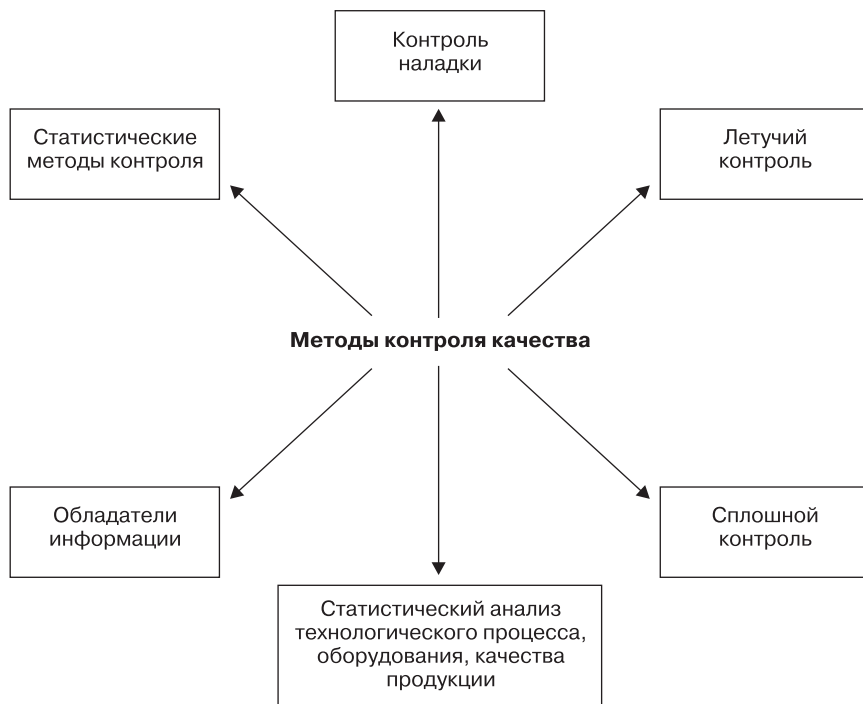 Контроль
наладки
Статистические
методы контроля
Летучий
контроль
Методы контроля качества
Обладатели
информации
Сплошной
контроль
Статистический анализ
технологического процесса,
оборудования, качества
продукции